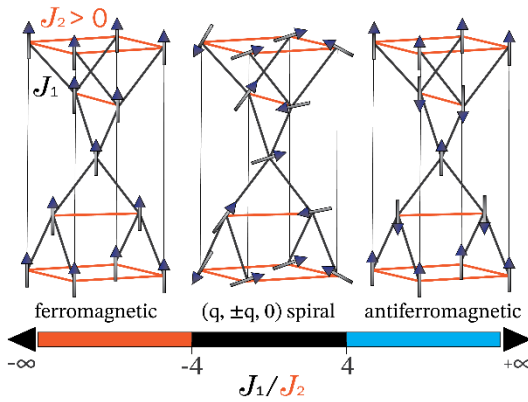 J₂ > 0
J₁
ferromagnetic (q, ±q, 0) spiral antiferromagnetic
-∞ -4 4 +∞
J₁/J₂